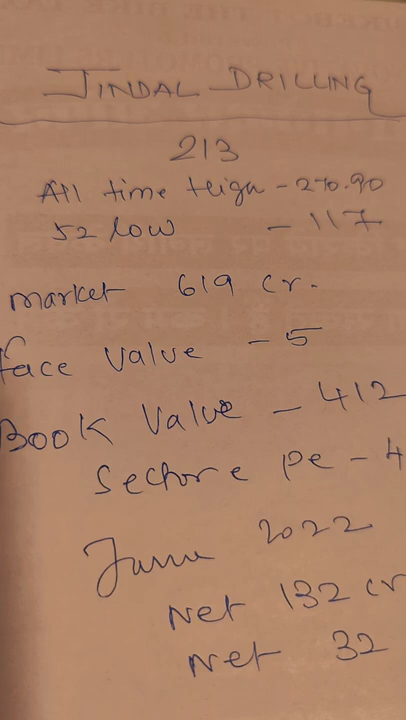 JINDAL DRILLING
213
All time High - 270.90
52 low - 117
market 619 cr.
face value - 5
Book Value - 412
Sectore pe - 4
June 2022
Net 132 cr
Net 32